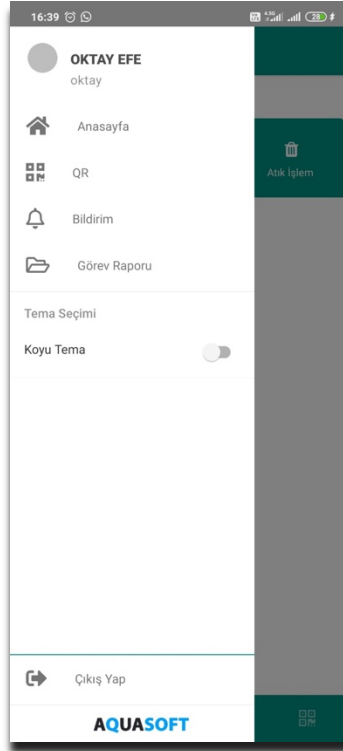 16:39
28
OKTAY EFE
oktay
Anasayfa
Atık İşlem
QR
Bildirim
Görev Raporu
Tema Seçimi
Koyu Tema
Çıkış Yap
AQUASOFT